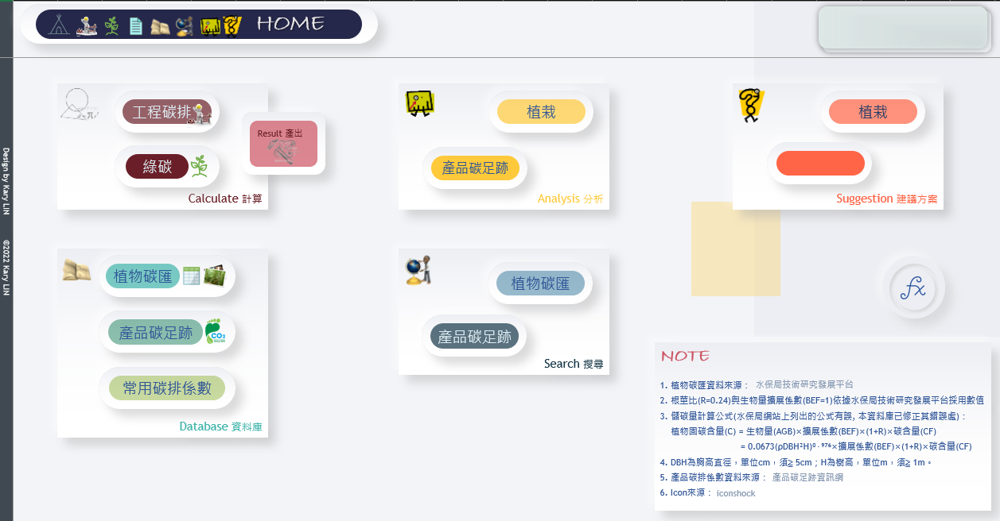 HOME
工程碳排
綠碳
Result 產出
Calculate 計算
植栽
產品碳足跡
Analysis 分析
植栽
Suggestion 建議方案
植物碳匯
產品碳足跡
CO2
常用碳排係數
Database 資料庫
植物碳匯
產品碳足跡
Search 搜尋
fx
NOTE
1. 植物碳匯資料來源： 水保局技術研究發展平台
2. 根莖比(R=0.24)與生物量擴展係數(BEF=1)依據水保局技術研究發展平台採用數值
3. 儲碳量計算公式(水保局網站上列出的公式有誤, 本資料庫已修正其錯誤處)：
植物固碳含量(C) = 生物量(AGB)×擴展係數(BEF)×(1+R)×碳含量(CF)
= 0.0673(ρDBH²H)⁰·⁹⁷⁶×擴展係數(BEF)×(1+R)×碳含量(CF)
4. DBH為胸高直徑，單位cm，須≧5cm；H為樹高，單位m，須≧1m。
5. 產品碳排係數資料來源： 產品碳足跡資訊網
6. Icon來源： iconshock
Design by Kary LIN ©2022 Kary LIN